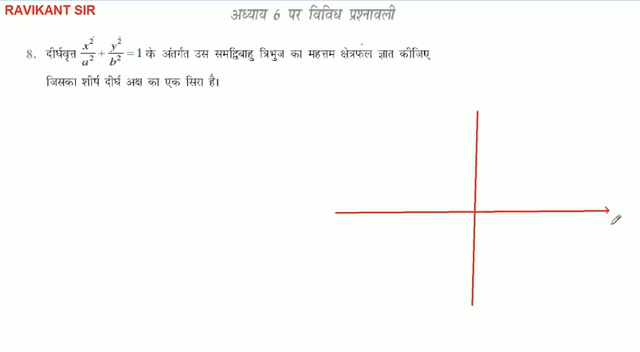 RAVIKANT SIR
अध्याय 6 पर विविध प्रश्नावली
8. दीर्घवृत्त x²/a² + y²/b² = 1 के अंतर्गत उस समद्विबाहु त्रिभुज का महत्तम क्षेत्रफल ज्ञात कीजिए
जिसका शीर्ष दीर्घ अक्ष का एक सिरा है।